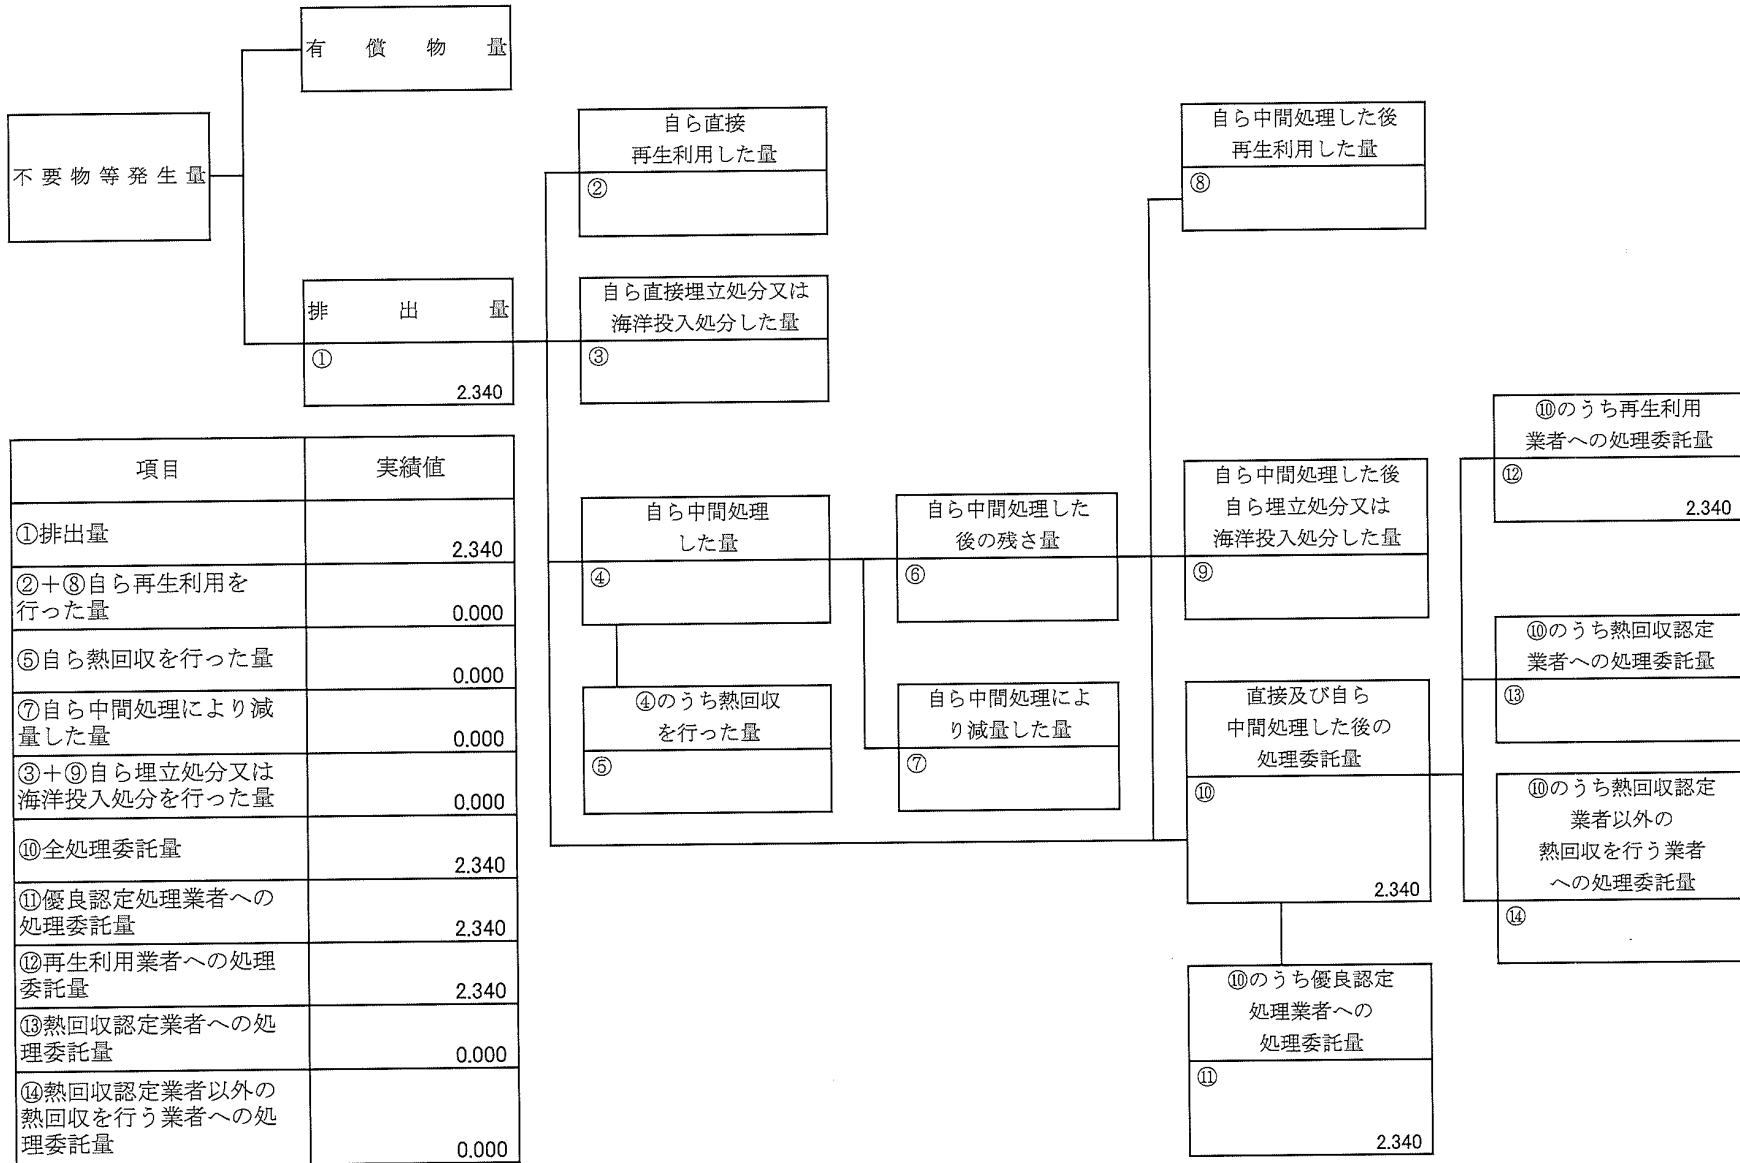 有償物量
不要物等発生量
排出量
①
2.340
自ら直接
再生利用した量
②
自ら直接埋立処分又は
海洋投入処分した量
③
自ら中間処理
した量
④
④のうち熱回収
を行った量
⑤
自ら中間処理した
後の残さ量
⑥
自ら中間処理によ
り減量した量
⑦
自ら中間処理した後
再生利用した量
⑧
自ら中間処理した後
自ら埋立処分又は
海洋投入処分した量
⑨
直接及び自ら
中間処理した後の
処理委託量
⑩
2.340
⑩のうち優良認定
処理業者への
処理委託量
⑪
2.340
⑩のうち再生利用
業者への処理委託量
⑫
2.340
⑩のうち熱回収認定
業者への処理委託量
⑬
⑩のうち熱回収認定
業者以外の
熱回収を行う業者
への処理委託量
⑭
項目 実績値
①排出量 2.340
②+⑧自ら再生利用を
行った量 0.000
⑤自ら熱回収を行った量 0.000
⑦自ら中間処理により減
量した量 0.000
③+⑨自ら埋立処分又は
海洋投入処分を行った量 0.000
⑩全処理委託量 2.340
⑪優良認定処理業者への
処理委託量 2.340
⑫再生利用業者への処理
委託量 2.340
⑬熱回収認定業者への処
理委託量 0.000
⑭熱回収認定業者以外の
熱回収を行う業者への処
理委託量 0.000